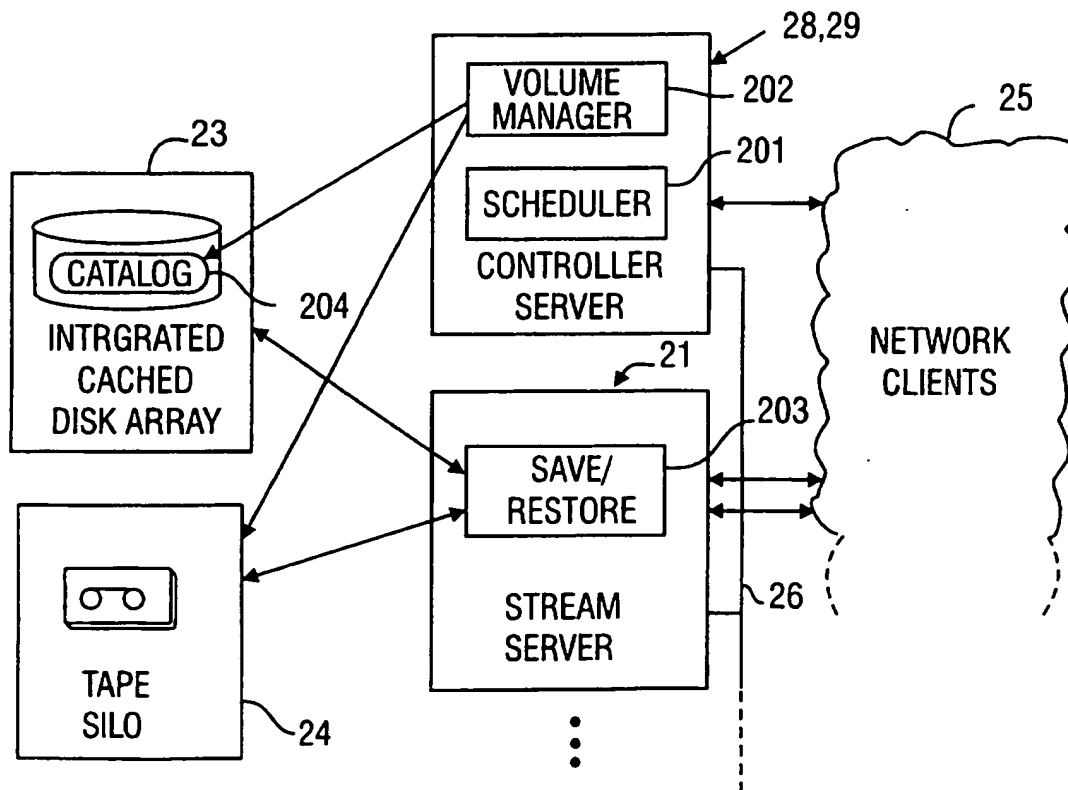 28,29
VOLUME
MANAGER
202
25
23
201
SCHEDULER
CATALOG
CONTROLLER
SERVER
204
INTRGRATED
CACHED
DISK ARRAY
NETWORK
CLIENTS
21
203
SAVE/
RESTORE
26
STREAM
SERVER
TAPE
SILO
24